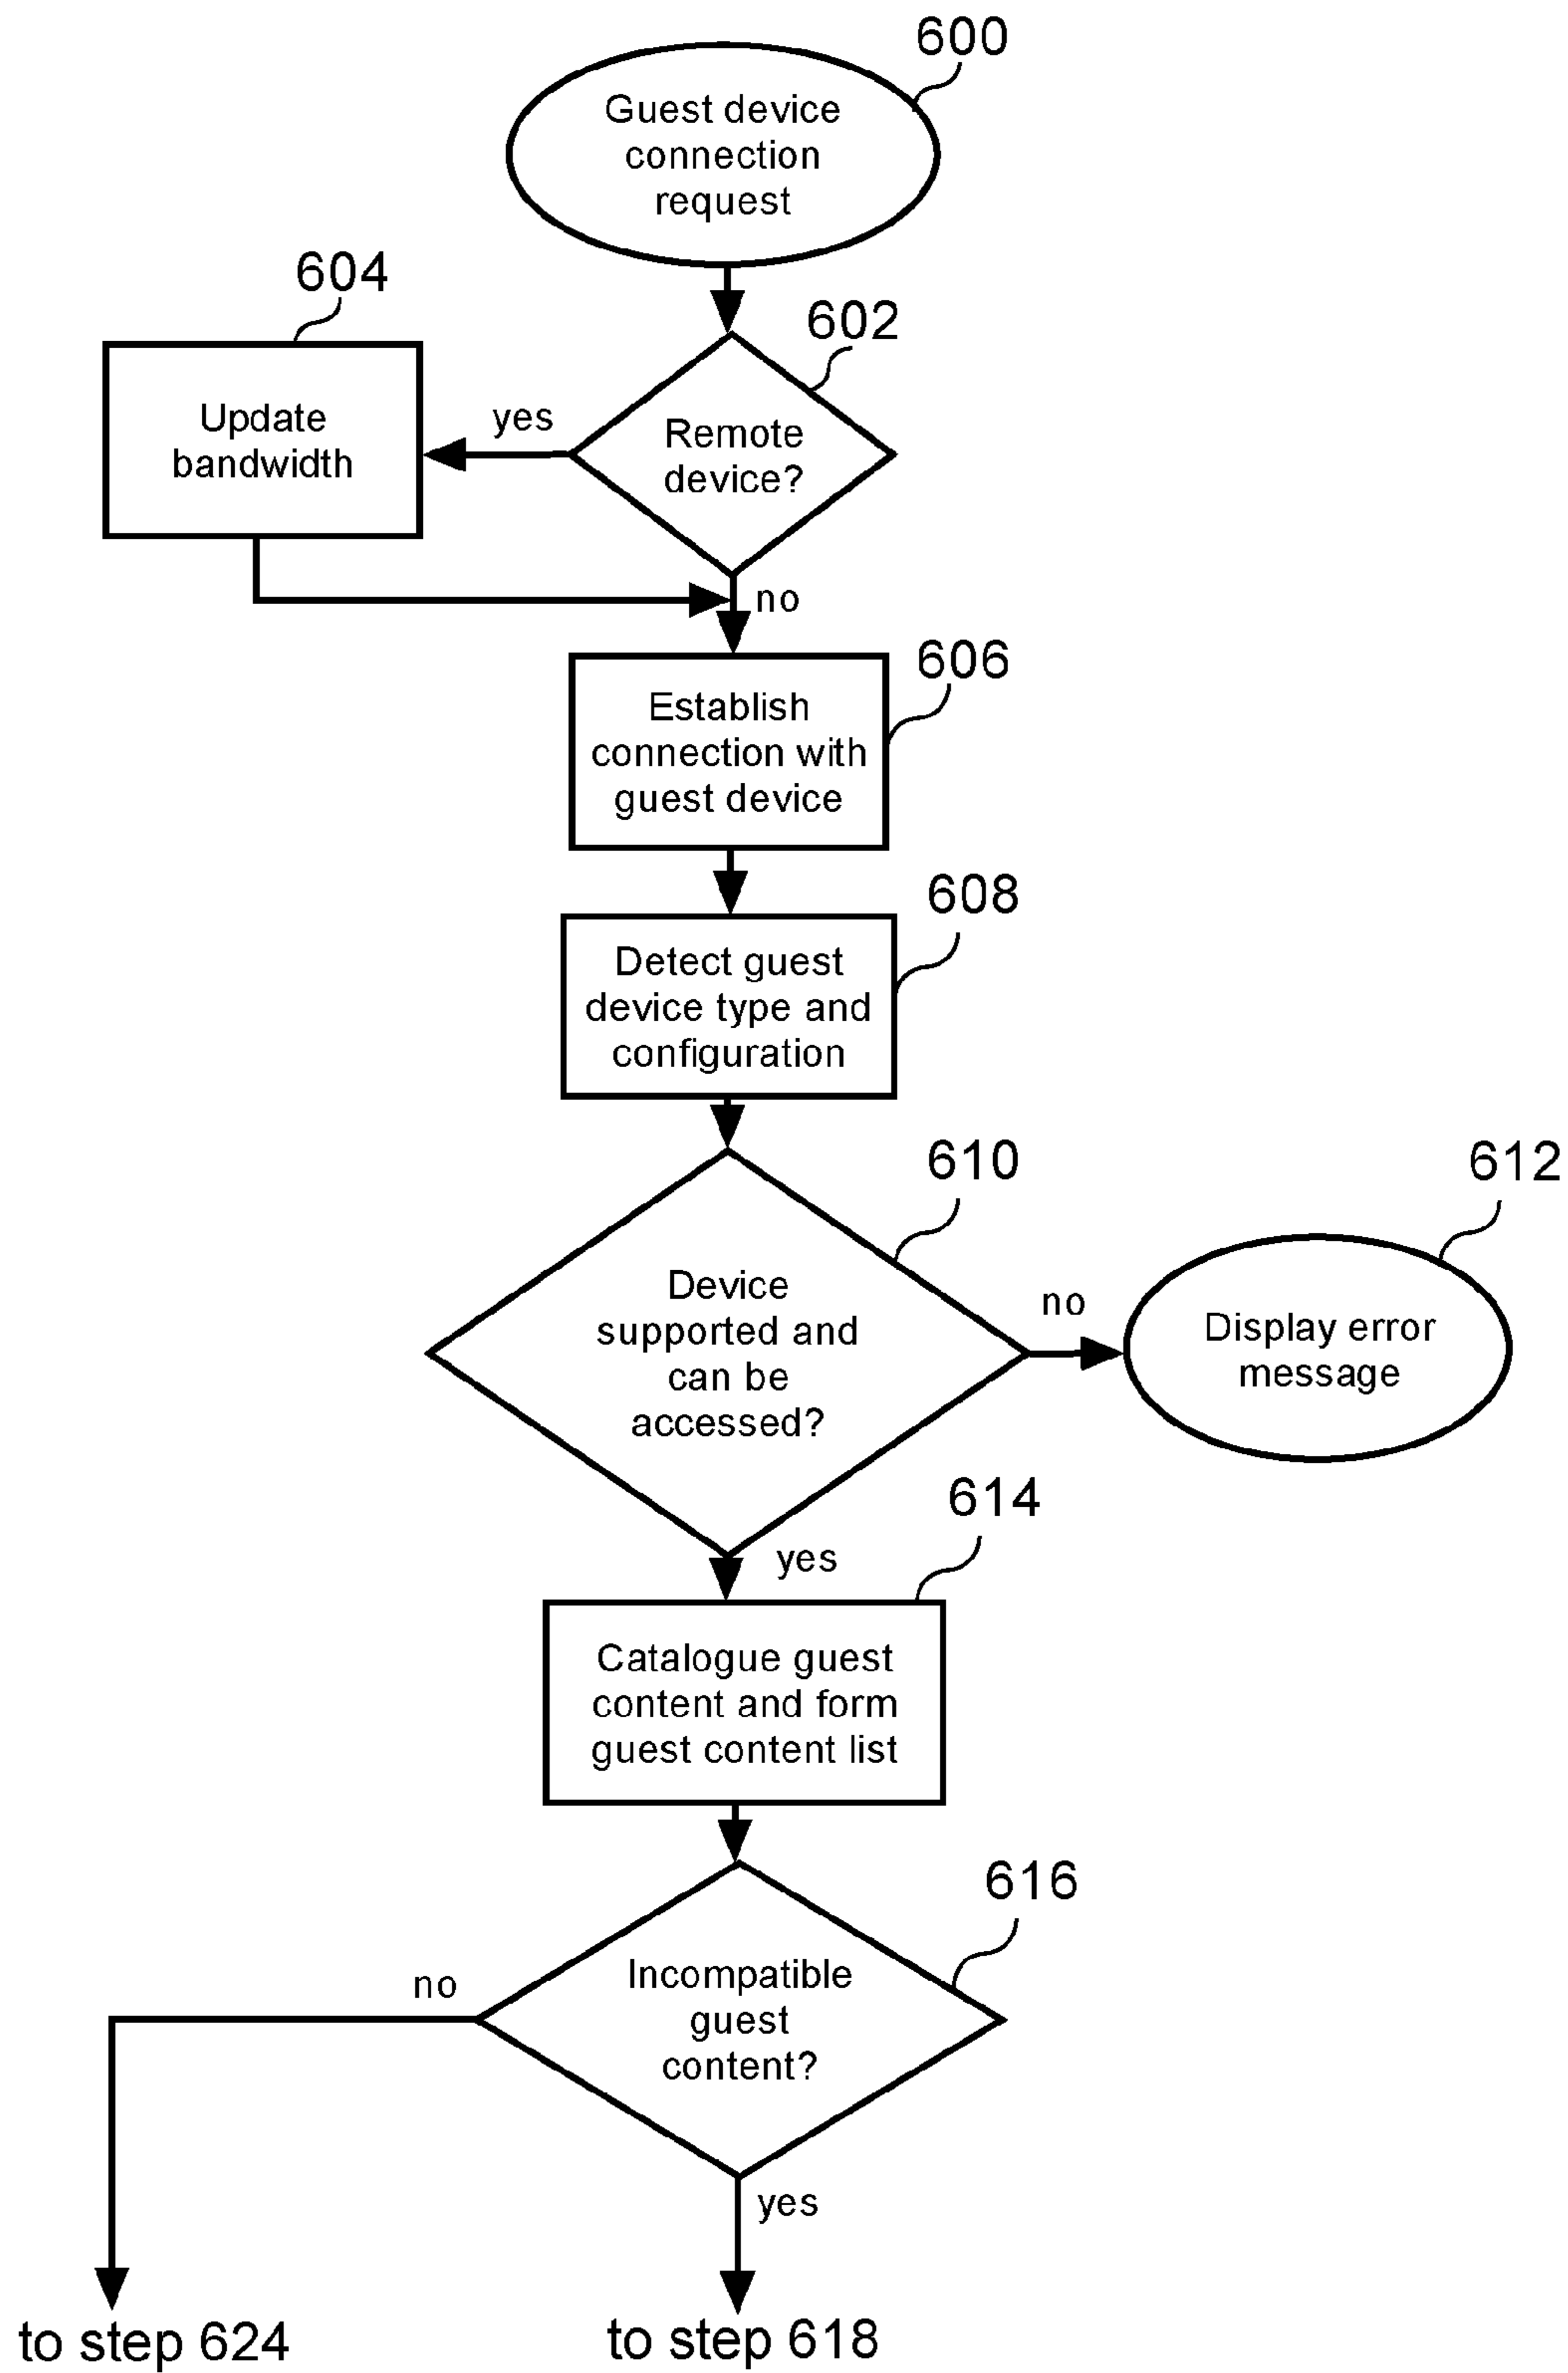 600
Guest device
connection
request
604
602
Update
bandwidth
yes
Remote
device?
no
606
Establish
connection with
guest device
608
Detect guest
device type and
configuration
610
612
Device
supported and
can be
accessed?
no
Display error
message
614
yes
Catalogue guest
content and form
guest content list
616
no
Incompatible
guest
content?
yes
to step 624
to step 618